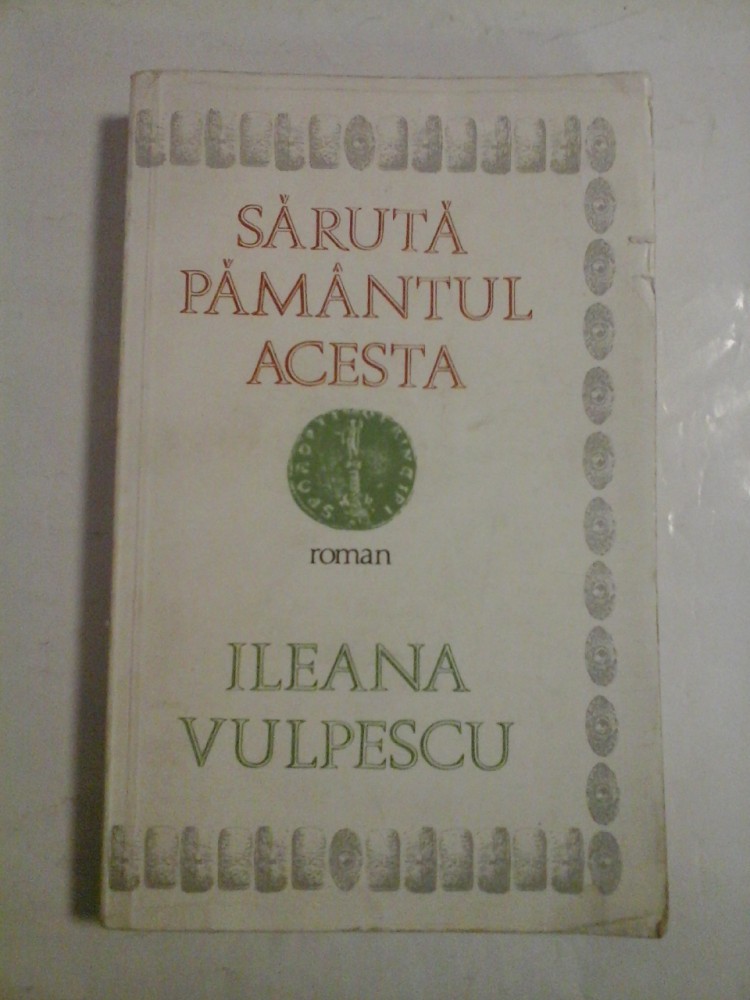 SĂRUTĂ
PĂMÂNTUL
ACESTA
roman
ILEANA
VULPESCU